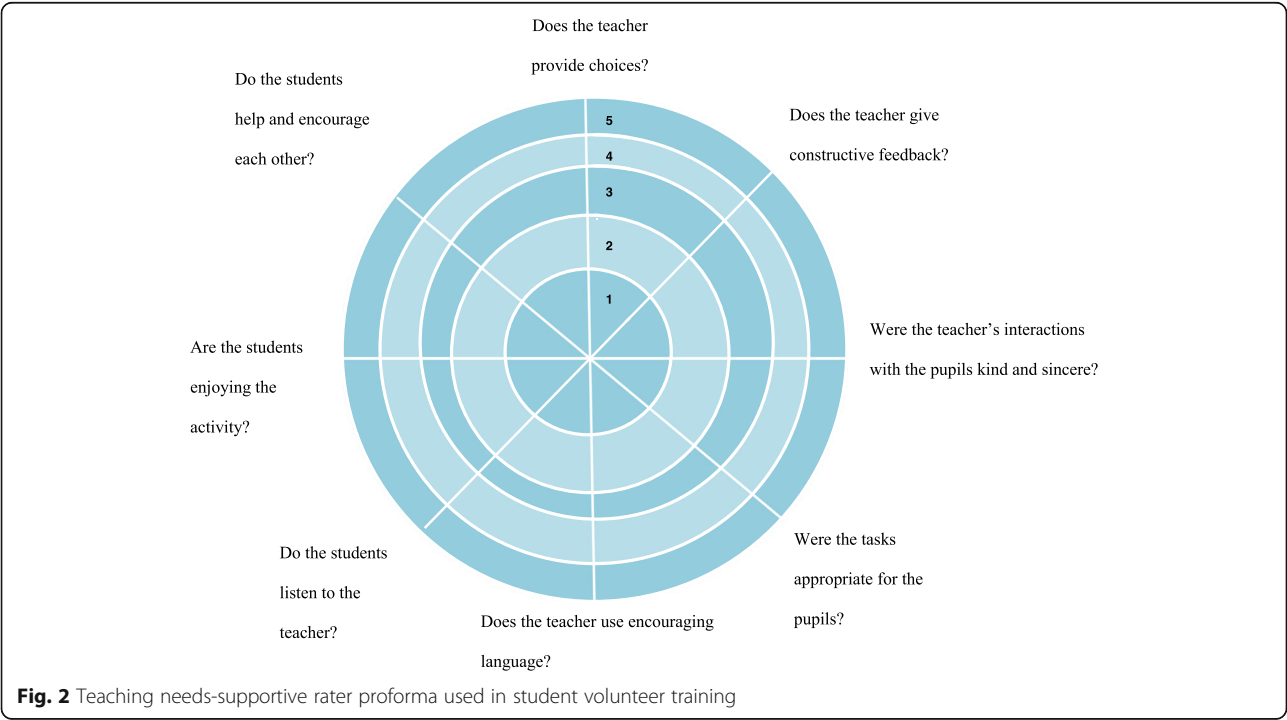 Does the teacher
provide choices?
Do the students
help and encourage
each other?
Does the teacher give
constructive feedback?
5
4
3
2
1
Were the teacher’s interactions
with the pupils kind and sincere?
Are the students
enjoying the
activity?
Were the tasks
appropriate for the
pupils?
Do the students
listen to the
teacher?
Does the teacher use encouraging
language?
Fig. 2 Teaching needs-supportive rater proforma used in student volunteer training